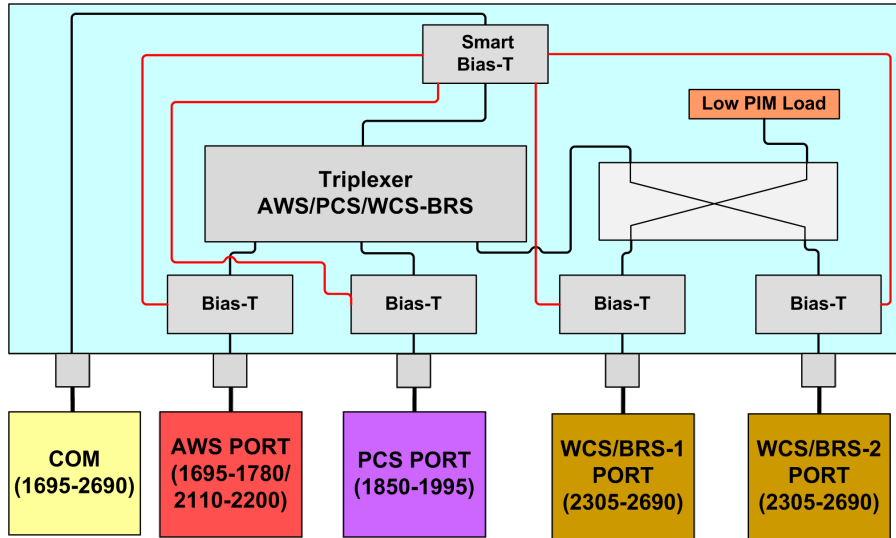 Smart
Bias-T
Low PIM Load
Triplexer
AWS/PCS/WCS-BRS
Bias-T
Bias-T
Bias-T
Bias-T
COM
(1695-2690)
AWS PORT
(1695-1780/
2110-2200)
PCS PORT
(1850-1995)
WCS/BRS-1
PORT
(2305-2690)
WCS/BRS-2
PORT
(2305-2690)